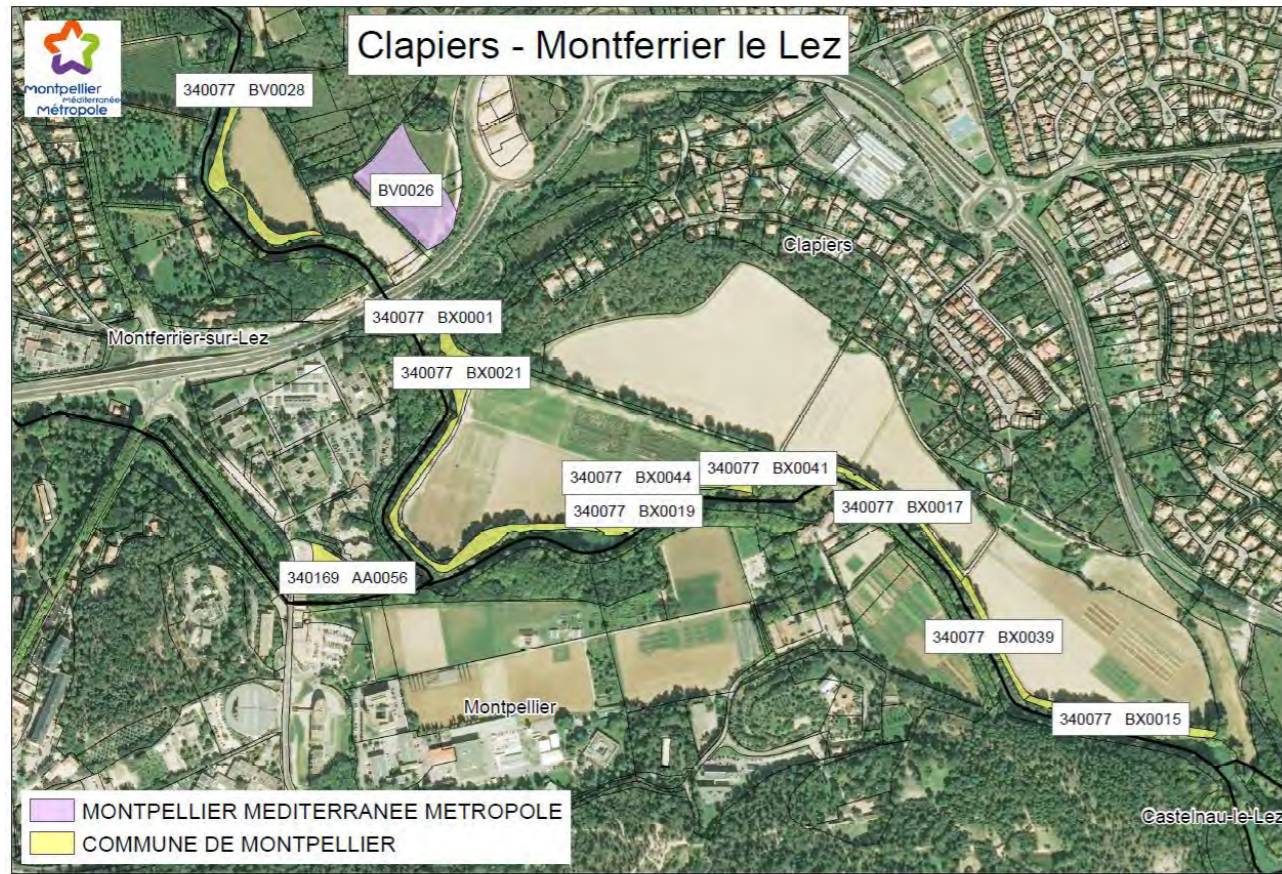 montpellier
méditerranée
métropole
Clapiers - Montferrier le Lez
340077 BV0028
BV0026
Clapiers
340077 BX0001
Montferrier-sur-Lez
340077 BX0021
340077 BX0041
340077 BX0044
340077 BX0017
340077 BX0019
340169 AA0056
340077 BX0039
Montpellier
340077 BX0015
Castelnau-le-Lez
MONTPELLIER MEDITERRANEE METROPOLE
COMMUNE DE MONTPELLIER